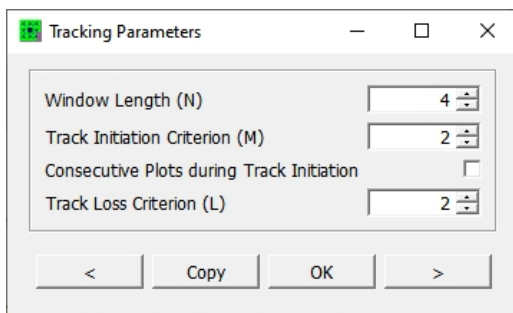 Tracking Parameters
Window Length (N) 4
Track Initiation Criterion (M) 2
Consecutive Plots during Track Initiation
Track Loss Criterion (L) 2
< Copy OK >